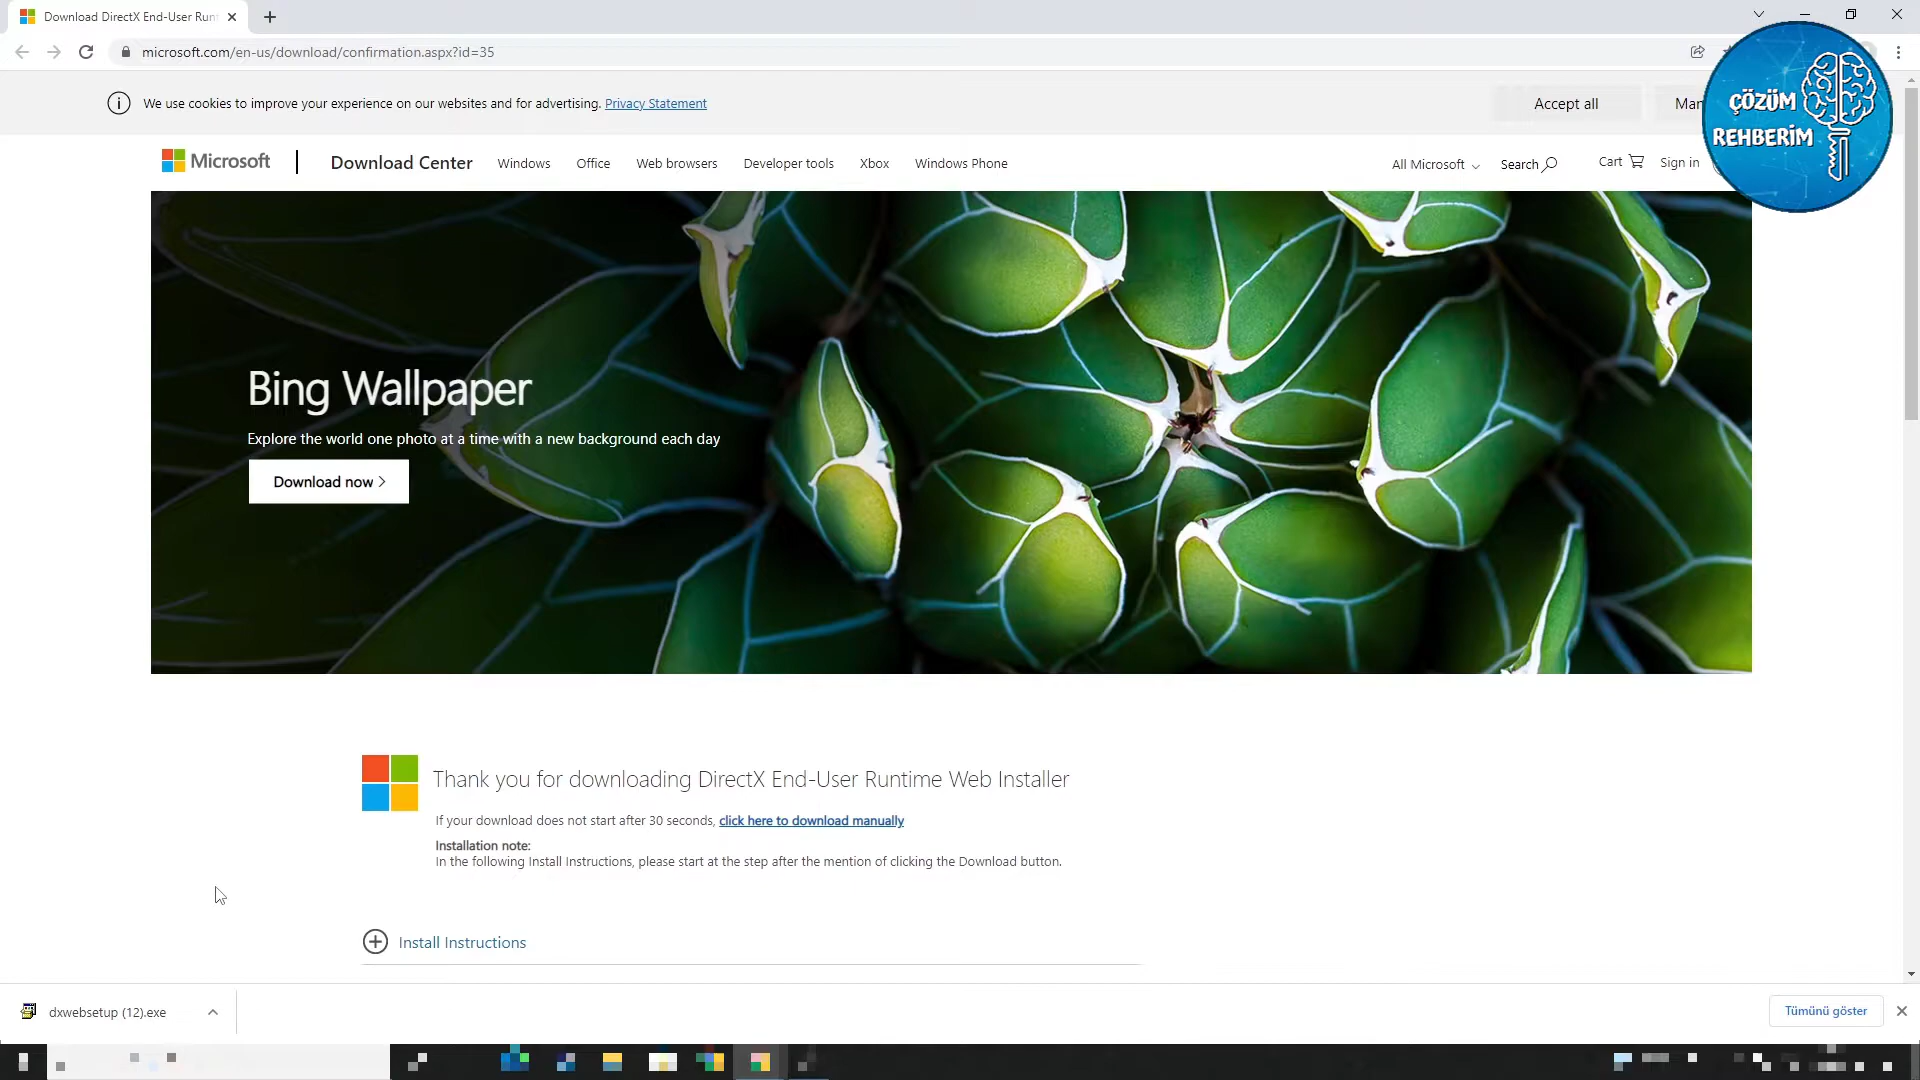 Download DirectX End-User Run
microsoft.com/en-us/download/confirmation.aspx?id=35
We use cookies to improve your experience on our websites and for advertising. Privacy Statement
Accept all
ÇÖZÜM
REHBERİM
Microsoft
Download Center
Windows
Office
Web browsers
Developer tools
Xbox
Windows Phone
All Microsoft
Search
Cart
Sign in
Bing Wallpaper
Explore the world one photo at a time with a new background each day
Download now
Thank you for downloading DirectX End-User Runtime Web Installer
If your download does not start after 30 seconds, click here to download manually
Installation note:
In the following Install Instructions, please start at the step after the mention of clicking the Download button.
Install Instructions
dxwebsetup (12).exe
Tümünü göster